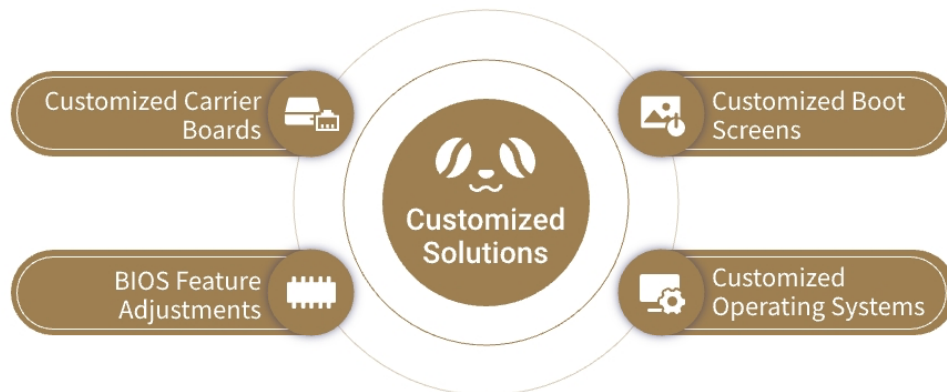 Customized Carrier
Boards
Customized Boot
Screens
Customized
Solutions
BIOS Feature
Adjustments
Customized
Operating Systems